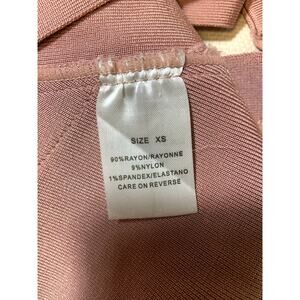 SIZE XS
90%RAYON/RAYONNE
9%NYLON
1%SPANDEX/ELASTANO
CARE ON REVERSE